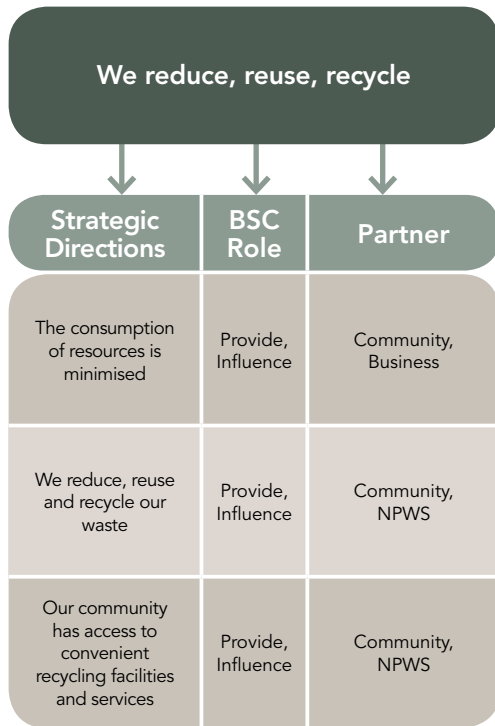 We reduce, reuse, recycle
Strategic
Directions
BSC
Role
Partner
The consumption
of resources is
minimised
Provide,
Influence
Community,
Business
We reduce, reuse
and recycle our
waste
Provide,
Influence
Community,
NPWS
Our community
has access to
convenient
recycling facilities
and services
Provide,
Influence
Community,
NPWS